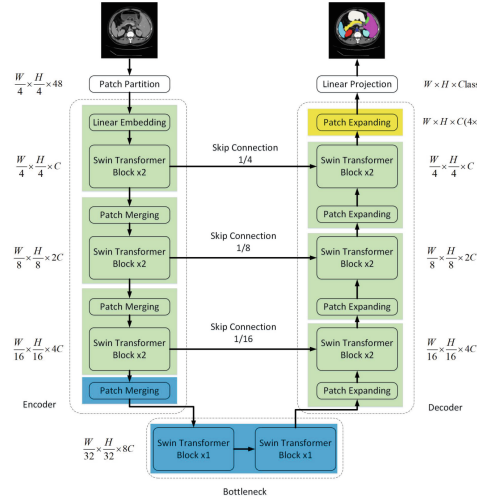 W/4 × H/4 × 48
Patch Partition
Linear Projection
W × H × Class
Linear Embedding
Patch Expanding
W × H × C(4×
W/4 × H/4 × C
Swin Transformer
Block x2
Skip Connection
1/4
Swin Transformer
Block x2
W/4 × H/4 × C
Patch Merging
Patch Expanding
W/8 × H/8 × 2C
Swin Transformer
Block x2
Skip Connection
1/8
Swin Transformer
Block x2
W/8 × H/8 × 2C
Patch Merging
Patch Expanding
W/16 × H/16 × 4C
Swin Transformer
Block x2
Skip Connection
1/16
Swin Transformer
Block x2
W/16 × H/16 × 4C
Patch Merging
Patch Expanding
Encoder
Decoder
W/32 × H/32 × 8C
Swin Transformer
Block x1
Swin Transformer
Block x1
Bottleneck